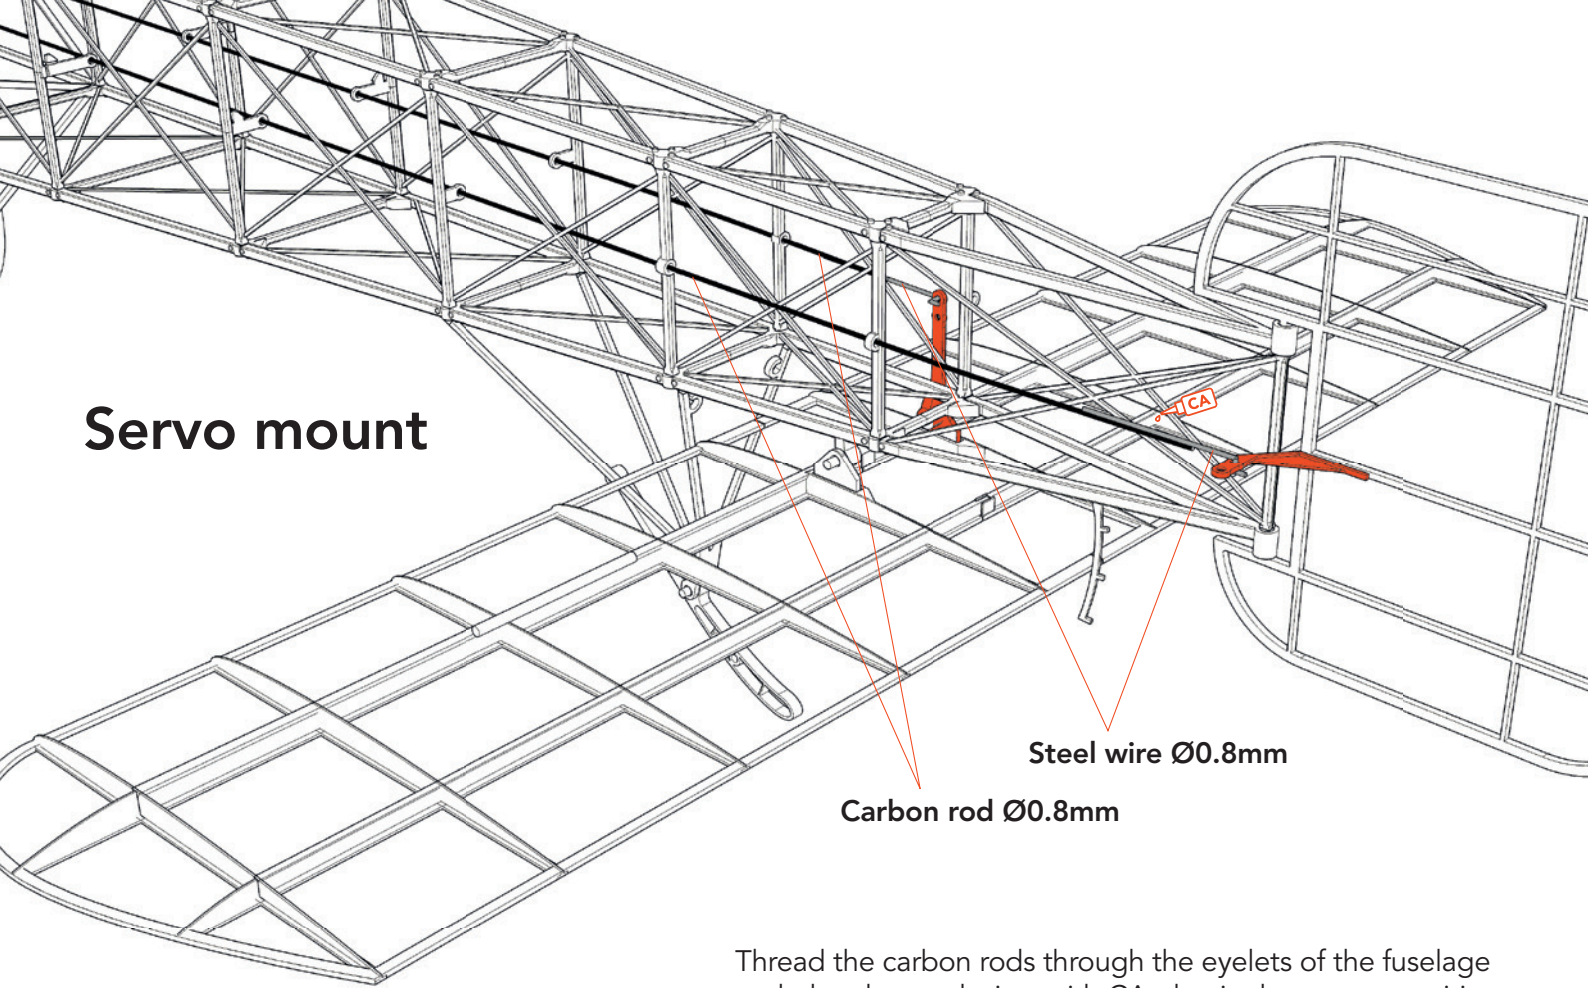 Servo mount
CA
Steel wire Ø0.8mm
Carbon rod Ø0.8mm
Thread the carbon rods through the eyelets of the fuselage